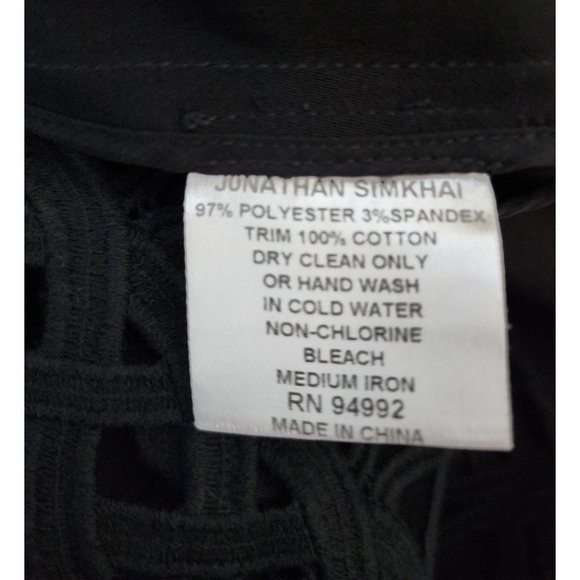 JONATHAN SIMKHAI
97% POLYESTER 3%SPANDEX
TRIM 100% COTTON
DRY CLEAN ONLY
OR HAND WASH
IN COLD WATER
NON-CHLORINE
BLEACH
MEDIUM IRON
RN 94992
MADE IN CHINA